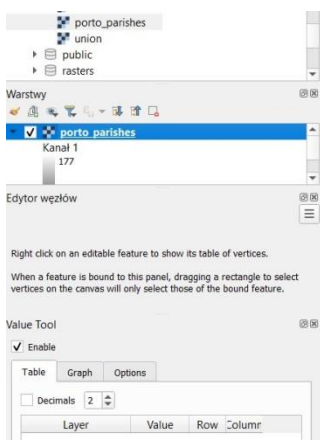 porto_parishes
union
public
rasters
Warstwy
porto_parishes
Kanał 1
177
Edytor węzłów
Right click on an editable feature to show its table of vertices.
When a feature is bound to this panel, dragging a rectangle to select
vertices on the canvas will only select those of the bound feature.
Value Tool
Enable
Table Graph Options
Decimals 2
Layer Value Row Column